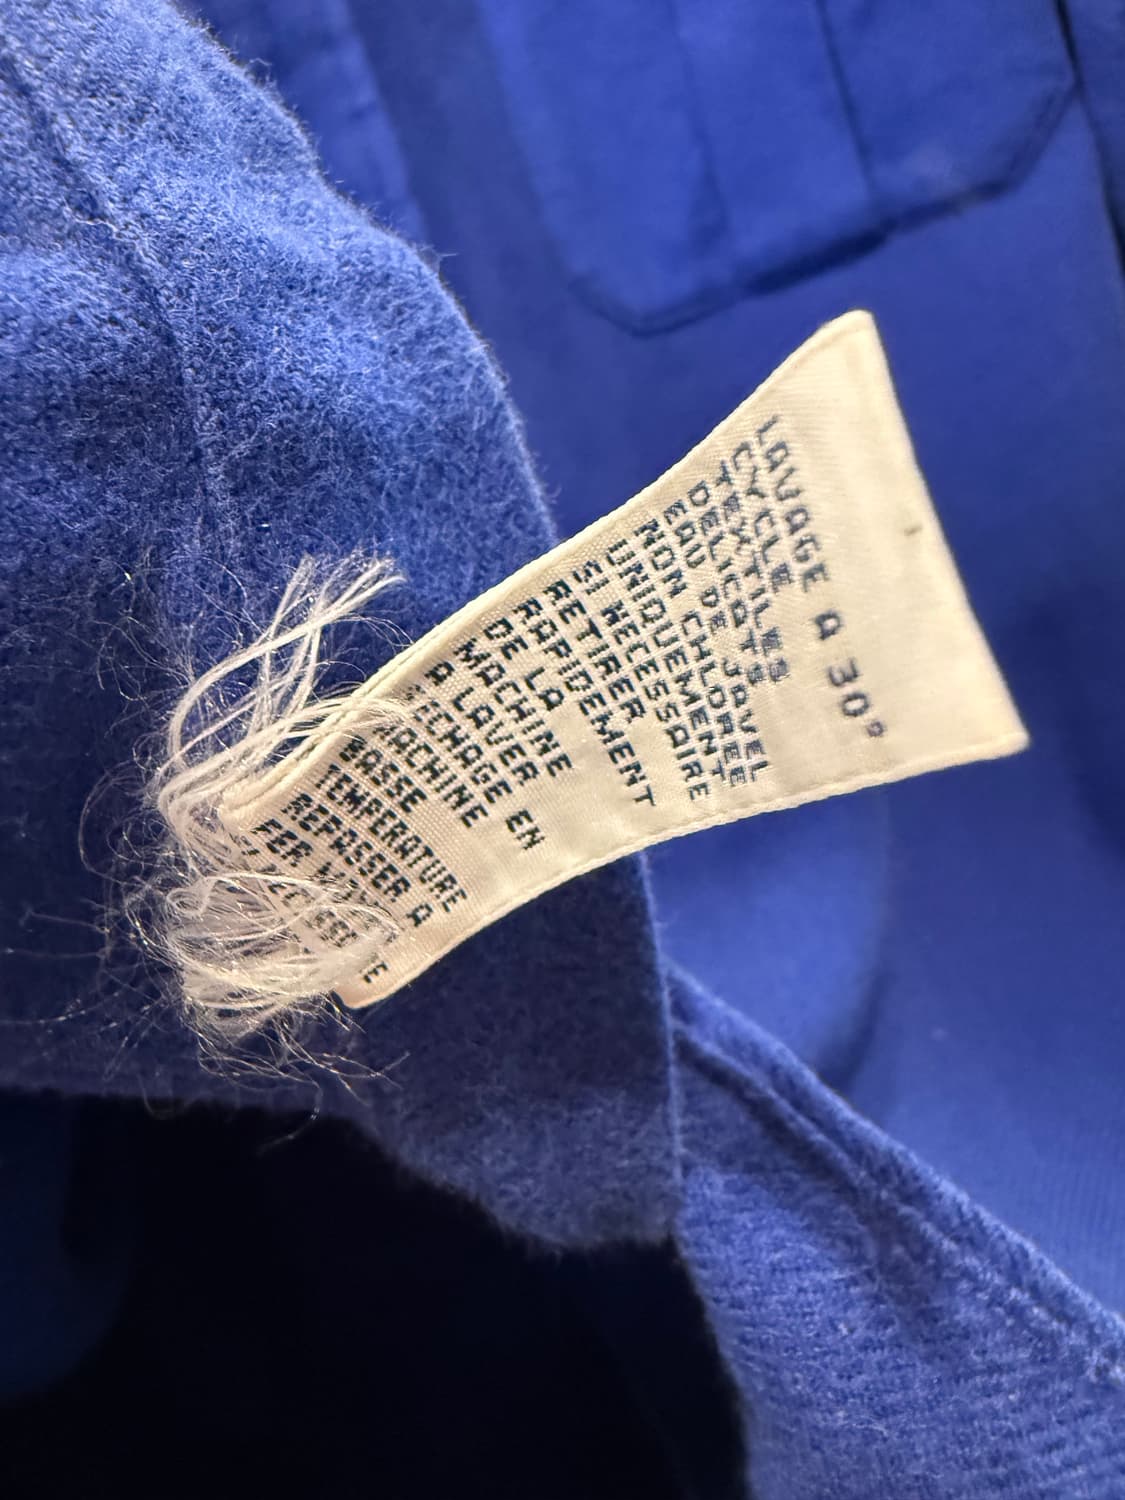 LAVAGE A 30°
CYCLE
TEXTILES
DELICATS
EAU DE JAVEL
NON CHLOREE
UNIQUEMENT
SI NECESSAIRE
RETIRER
RAPIDEMENT
DE LA
MACHINE
A LAVER
SECHAGE EN
MACHINE
BASSE
TEMPERATURE
REPASSER A
FER